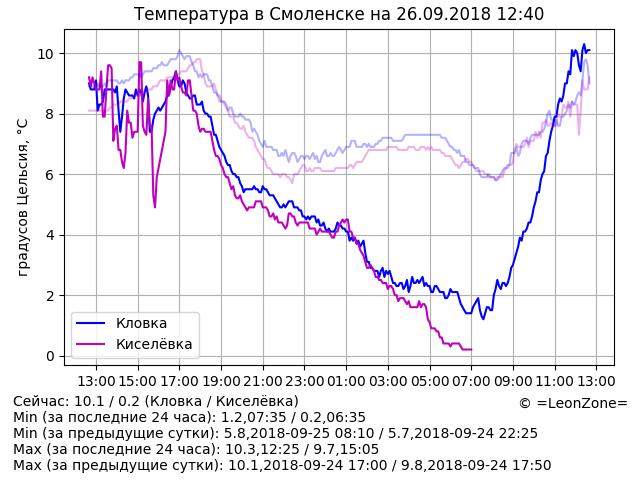 Температура в Смоленске на 26.09.2018 12:40
градусов Цельсия, °C
10
8
6
4
2
0
Кловка
Киселёвка
13:00 15:00 17:00 19:00 21:00 23:00 01:00 03:00 05:00 07:00 09:00 11:00 13:00
Сейчас: 10.1 / 0.2 (Кловка / Киселёвка)
© =LeonZone=
Min (за последние 24 часа): 1.2,07:35 / 0.2,06:35
Min (за предыдущие сутки): 5.8,2018-09-25 08:10 / 5.7,2018-09-24 22:25
Max (за последние 24 часа): 10.3,12:25 / 9.7,15:05
Max (за предыдущие сутки): 10.1,2018-09-24 17:00 / 9.8,2018-09-24 17:50